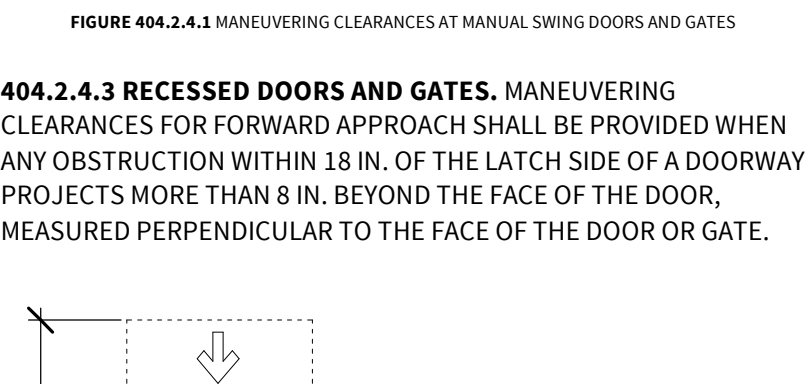 FIGURE 404.2.4.1 MANEUVERING CLEARANCES AT MANUAL SWING DOORS AND GATES
404.2.4.3 RECESSED DOORS AND GATES. MANEUVERING
CLEARANCES FOR FORWARD APPROACH SHALL BE PROVIDED WHEN
ANY OBSTRUCTION WITHIN 18 IN. OF THE LATCH SIDE OF A DOORWAY
PROJECTS MORE THAN 8 IN. BEYOND THE FACE OF THE DOOR,
MEASURED PERPENDICULAR TO THE FACE OF THE DOOR OR GATE.